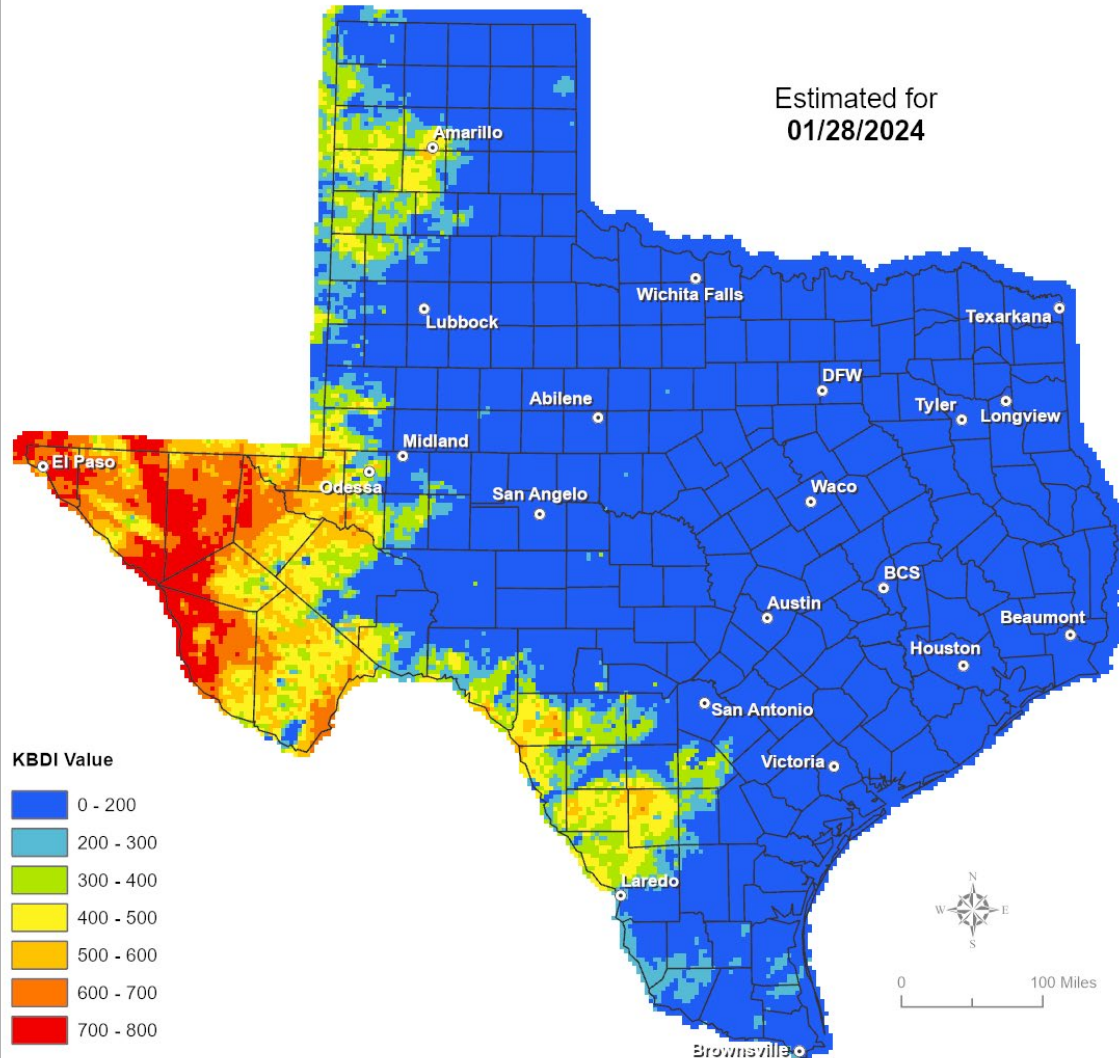 Estimated for
01/28/2024
Amarillo
Wichita Falls
Lubbock
Texarkana
DFW
Abilene
Tyler
Longview
Midland
El Paso
Odessa
San Angelo
Waco
BCS
Austin
Beaumont
Houston
San Antonio
Victoria
KBDI Value
0 - 200
200 - 300
300 - 400
400 - 500
500 - 600
600 - 700
700 - 800
Laredo
N
W E
S
0 100 Miles
Brownsville